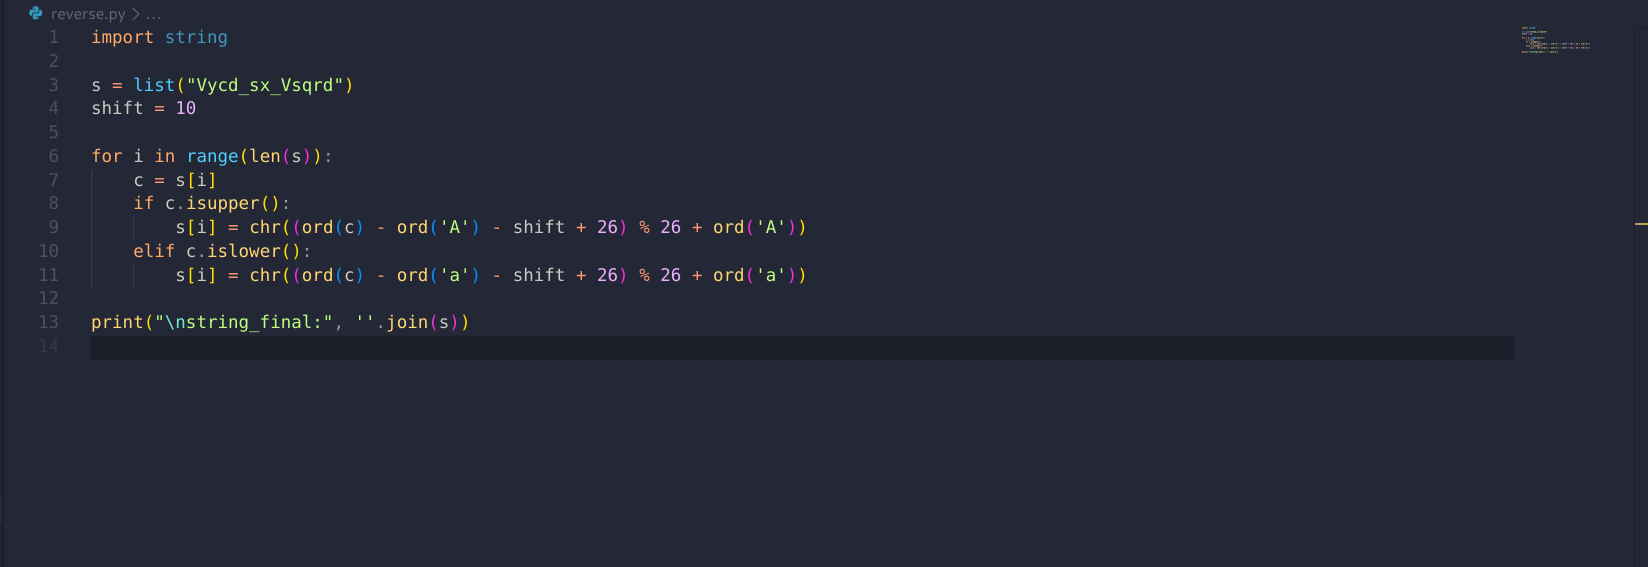 reverse.py > ...
1 import string
2
3 s = list("Vycd_sx_Vsqrd")
4 shift = 10
5
6 for i in range(len(s)):
7     c = s[i]
8     if c.isupper():
9         s[i] = chr((ord(c) - ord('A') - shift + 26) % 26 + ord('A'))
10     elif c.islower():
11         s[i] = chr((ord(c) - ord('a') - shift + 26) % 26 + ord('a'))
12
13 print("\nstring_final:", ''.join(s))
14